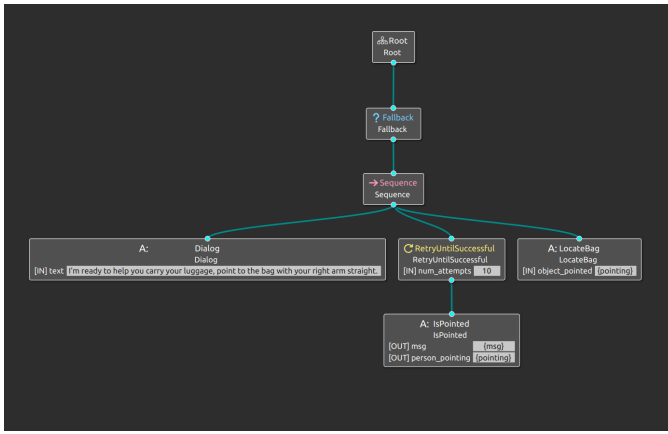 Root
Root
? Fallback
Fallback
Sequence
Sequence
A: Dialog
Dialog
[IN] text I'm ready to help you carry your luggage, point to the bag with your right arm straight.
RetryUntilSuccessful
RetryUntilSuccessful
[IN] num_attempts 10
A: LocateBag
LocateBag
[IN] object_pointed {pointing}
A: IsPointed
IsPointed
[OUT] msg {msg}
[OUT] person_pointing {pointing}